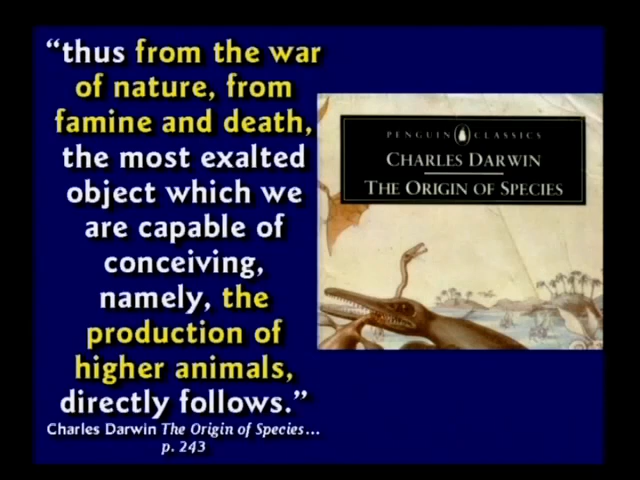 “thus from the war
of nature, from
famine and death,
the most exalted
object which we
are capable of
conceiving,
namely, the
production of
higher animals,
directly follows.”
Charles Darwin The Origin of Species...
p. 243
PENGUIN CLASSICS
CHARLES DARWIN
THE ORIGIN OF SPECIES